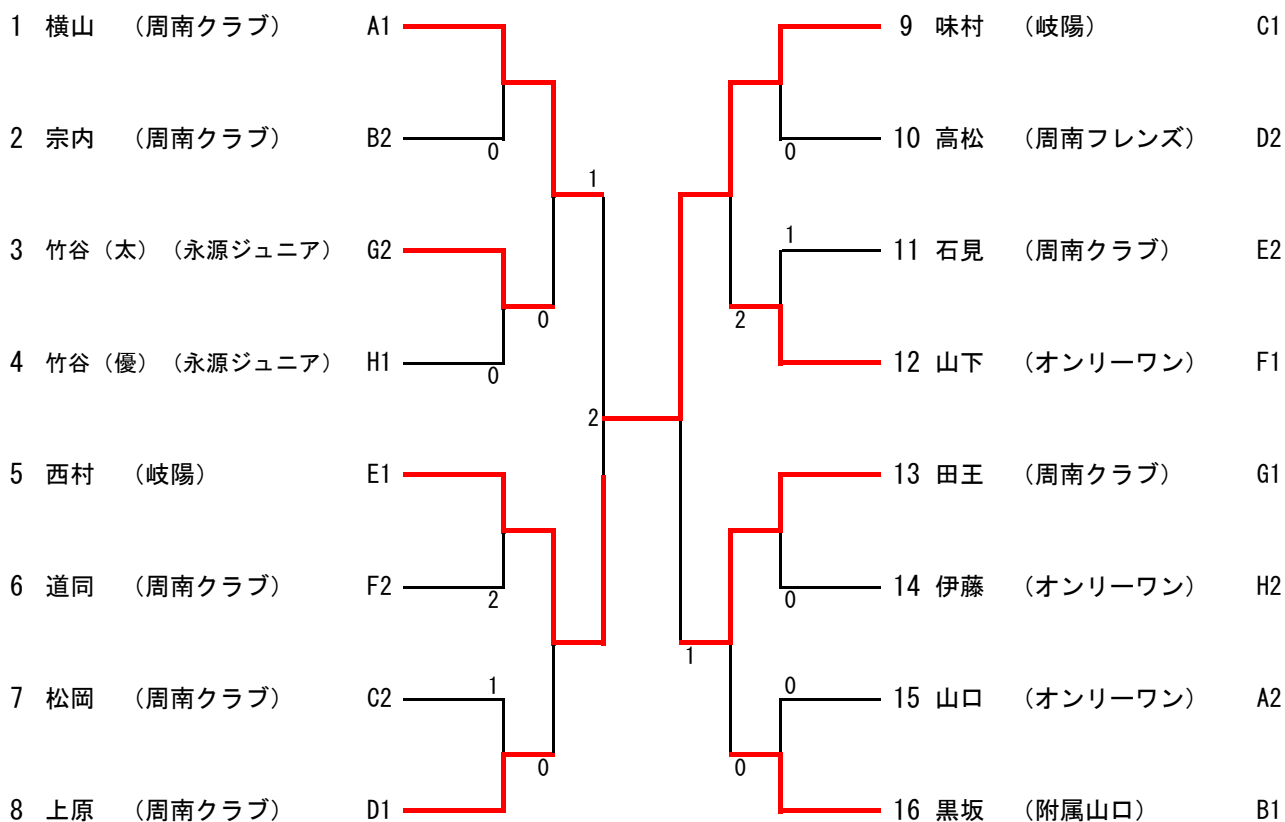 1 横山 （周南クラブ） A1
2 宗内 （周南クラブ） B2
0
3 竹谷（太）（永源ジュニア） G2
0
4 竹谷（優）（永源ジュニア） H1
0
1
5 西村 （岐陽） E1
6 道同 （周南クラブ） F2
2
7 松岡 （周南クラブ） C2
1
0
8 上原 （周南クラブ） D1
2
9 味村 （岐陽） C1
10 高松 （周南フレンズ） D2
0
1
11 石見 （周南クラブ） E2
2
12 山下 （オンリーワン） F1
13 田王 （周南クラブ） G1
14 伊藤 （オンリーワン） H2
0
1
0
15 山口 （オンリーワン） A2
0
16 黒坂 （附属山口） B1